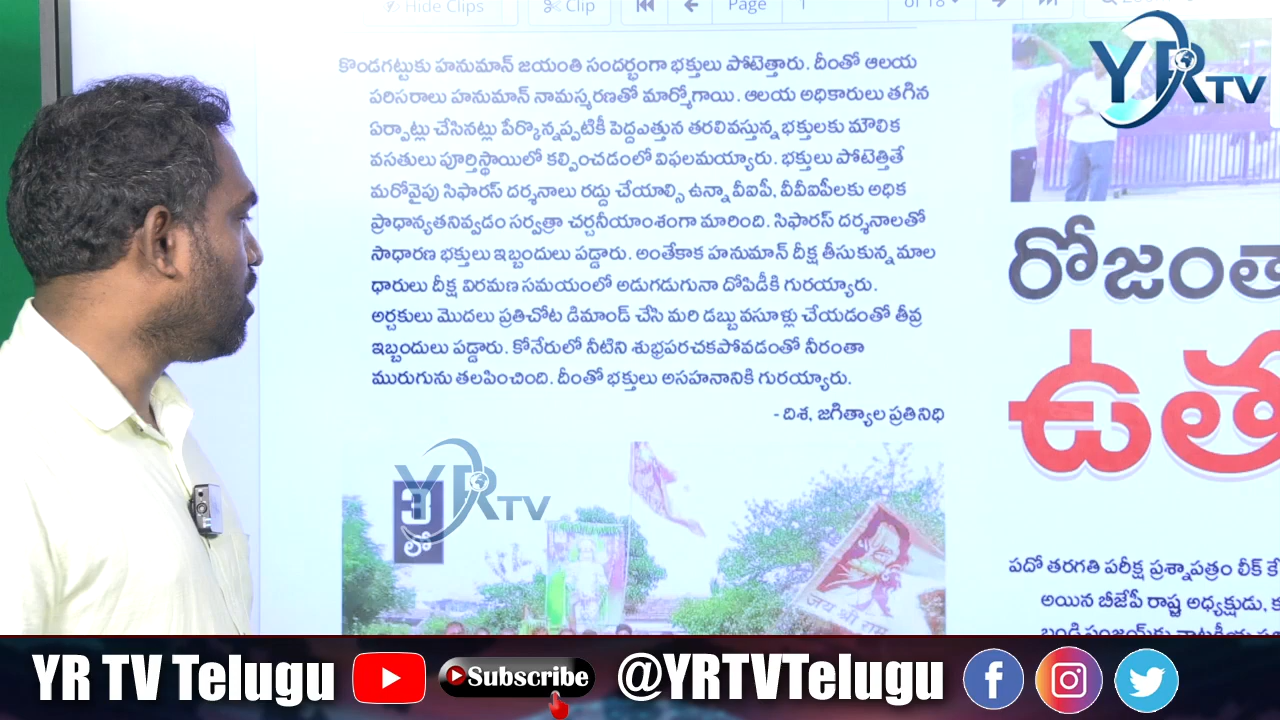 Hide Clips Clip Page 1 of 18
YRTV
కొండగట్టుకు హనుమాన్ జయంతి సందర్భంగా భక్తులు పోటెత్తారు. దీంతో ఆలయ
పరిసరాలు హనుమాన్ నామస్మరణతో మార్మోగాయి. ఆలయ అధికారులు తగిన
ఏర్పాట్లు చేసినట్లు పేర్కొన్నప్పటికీ పెద్దఎత్తున తరలివస్తున్న భక్తులకు మౌలిక
వసతులు పూర్తిస్థాయిలో కల్పించడంలో విఫలమయ్యారు. భక్తులు పోటెత్తితే
మరోవైపు సిఫారస్ దర్శనాలు రద్దు చేయాల్సి ఉన్నా వీఐపీ, వీవీఐపీలకు అధిక
ప్రాధాన్యతనివ్వడం సర్వత్రా చర్చనీయాంశంగా మారింది. సిఫారస్ దర్శనాలతో
సాధారణ భక్తులు ఇబ్బందులు పడ్డారు. అంతేకాక హనుమాన్ దీక్ష తీసుకున్న మాల
ధారులు దీక్ష విరమణ సమయంలో అడుగడుగునా దోపిడీకి గురయ్యారు.
అర్చకులు మొదలు ప్రతిచోట డిమాండ్ చేసి మరి డబ్బు వసూళ్లు చేయడంతో తీవ్ర
ఇబ్బందులు పడ్డారు. కోనేరులో నీటిని శుభ్రపరచకపోవడంతో నీరంతా
మురుగును తలపించింది. దీంతో భక్తులు అసహనానికి గురయ్యారు.
- దిశ, జగిత్యాల ప్రతినిధి
రోజంతా
ఉత
YRTV
3
లో
जय श्री राम
పదో తరగతి పరీక్ష ప్రశ్నాపత్రం లీక్ కే
అయిన బీజేపీ రాష్ట్ర అధ్యక్షుడు, క
YR TV Telugu Subscribe @YRTVTelugu